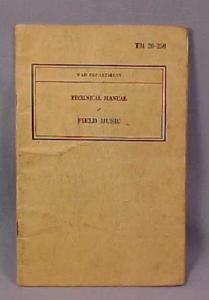 TM 20-250
WAR DEPARTMENT
TECHNICAL MANUAL
FIELD MUSIC